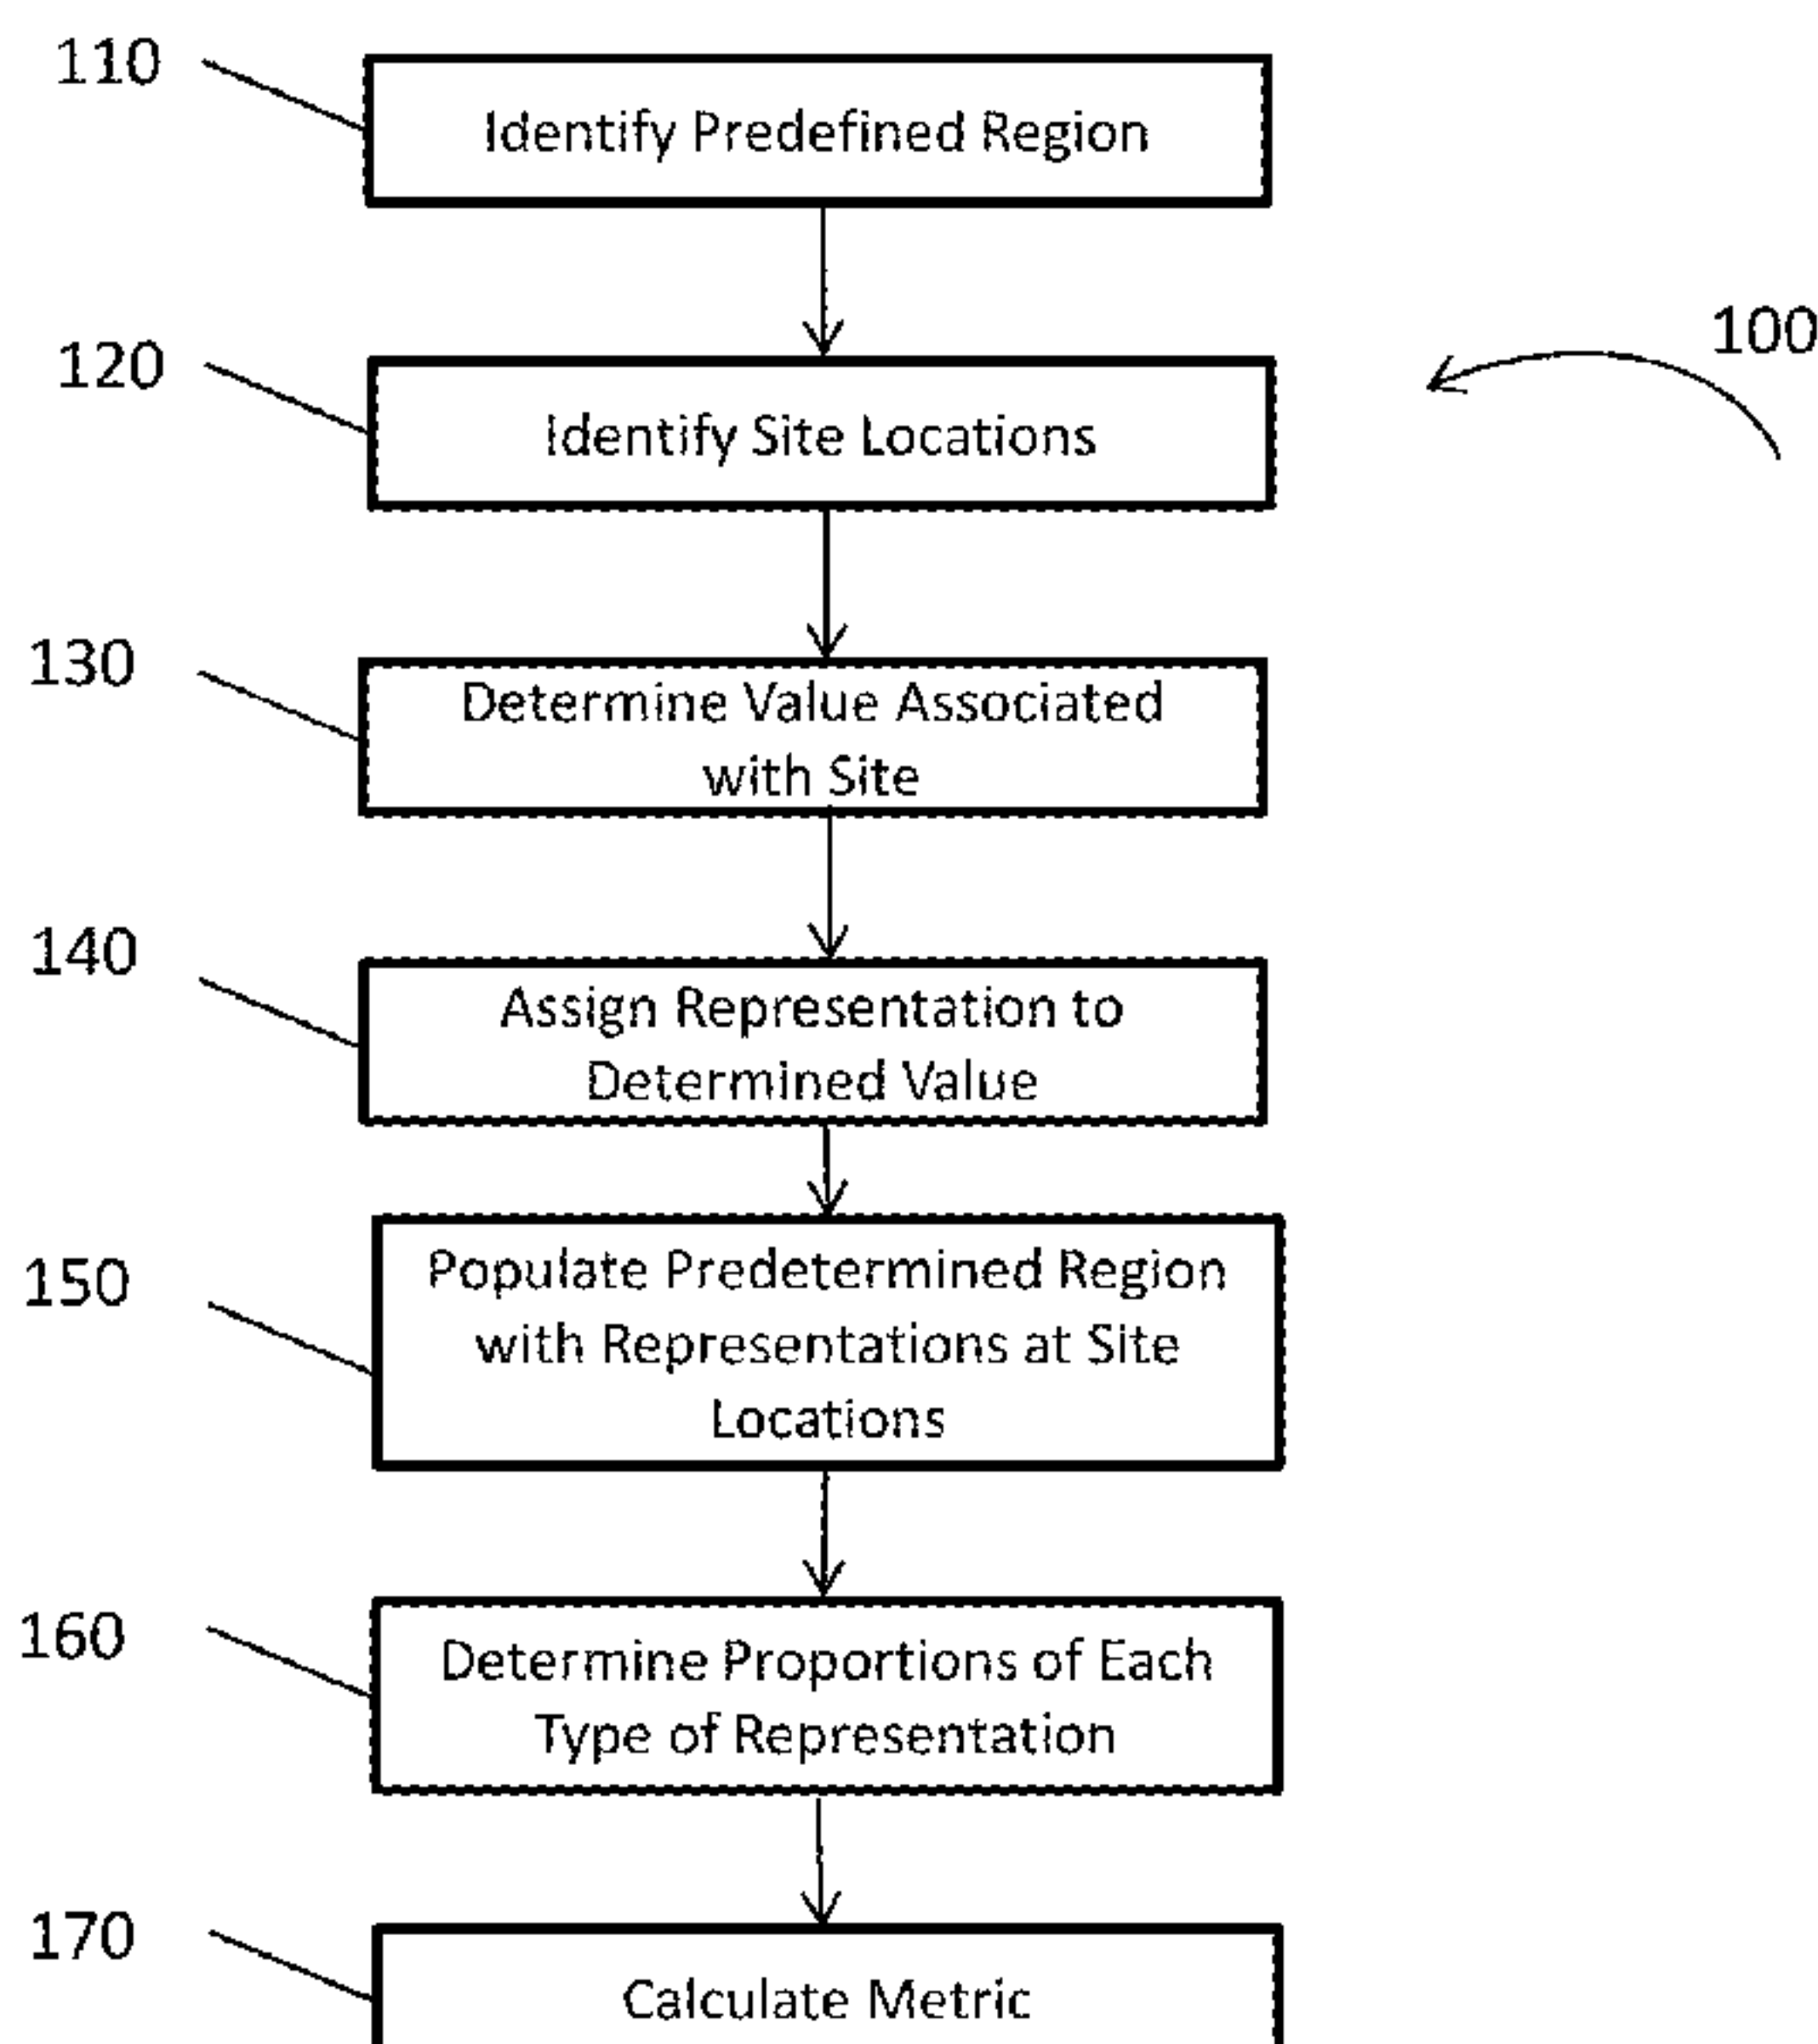 110
Identify Predefined Region
100
120
Identify Site Locations
130
Determine Value Associated
with Site
140
Assign Representation to
Determined Value
150
Populate Predetermined Region
with Representations at Site
Locations
160
Determine Proportions of Each
Type of Representation
170
Calculate Metric